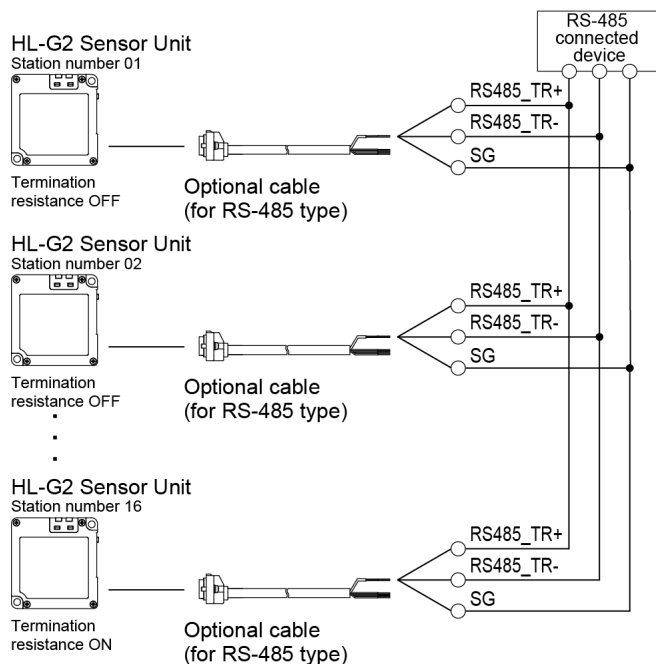 RS-485
connected
device
HL-G2 Sensor Unit
Station number 01
RS485_TR+
RS485_TR-
SG
Termination
resistance OFF
Optional cable
(for RS-485 type)
HL-G2 Sensor Unit
Station number 02
RS485_TR+
RS485_TR-
SG
Termination
resistance OFF
Optional cable
(for RS-485 type)
HL-G2 Sensor Unit
Station number 16
RS485_TR+
RS485_TR-
SG
Termination
resistance ON
Optional cable
(for RS-485 type)